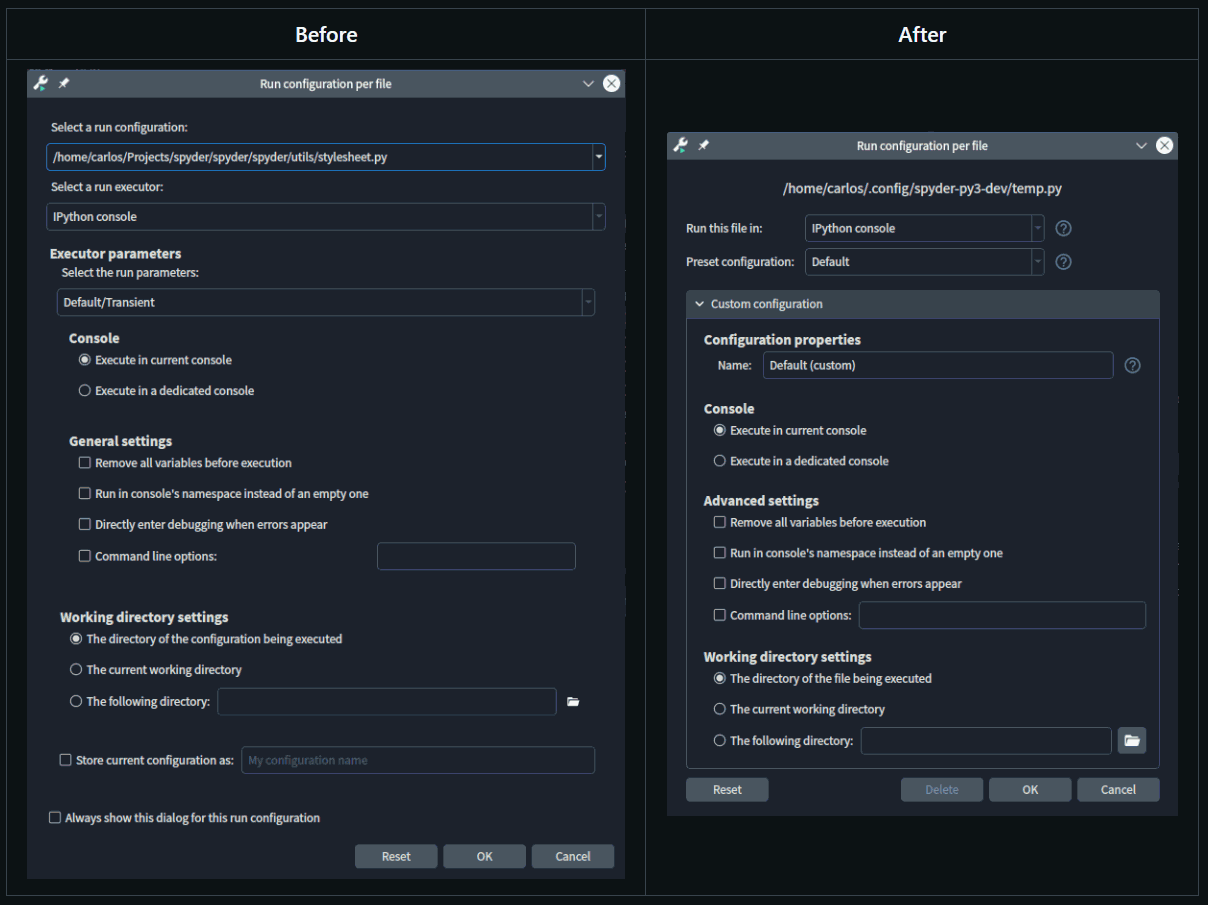 Before
After
Run configuration per file
Select a run configuration:
/home/carlos/Projects/spyder/spyder/spyder/utils/stylesheet.py
Select a run executor:
IPython console
Executor parameters
Select the run parameters:
Default/Transient
Console
Execute in current console
Execute in a dedicated console
General settings
Remove all variables before execution
Run in console's namespace instead of an empty one
Directly enter debugging when errors appear
Command line options:
Working directory settings
The directory of the configuration being executed
The current working directory
The following directory:
Store current configuration as: My configuration name
Always show this dialog for this run configuration
Reset OK Cancel
Run configuration per file
/home/carlos/.config/spyder-py3-dev/temp.py
Run this file in: IPython console ?
Preset configuration: Default ?
Custom configuration
Configuration properties
Name: Default (custom) ?
Console
Execute in current console
Execute in a dedicated console
Advanced settings
Remove all variables before execution
Run in console's namespace instead of an empty one
Directly enter debugging when errors appear
Command line options:
Working directory settings
The directory of the file being executed
The current working directory
The following directory:
Reset Delete OK Cancel